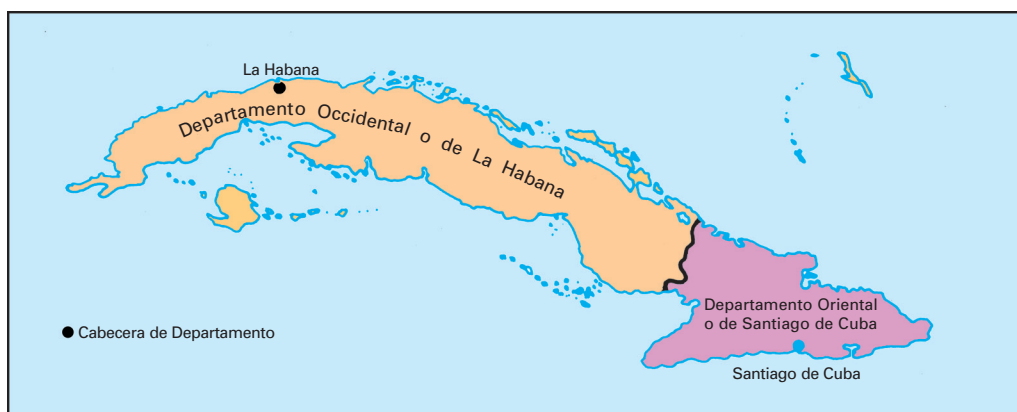 La Habana
Departamento Occidental o de La Habana
Departamento Oriental
o de Santiago de Cuba
Cabecera de Departamento
Santiago de Cuba